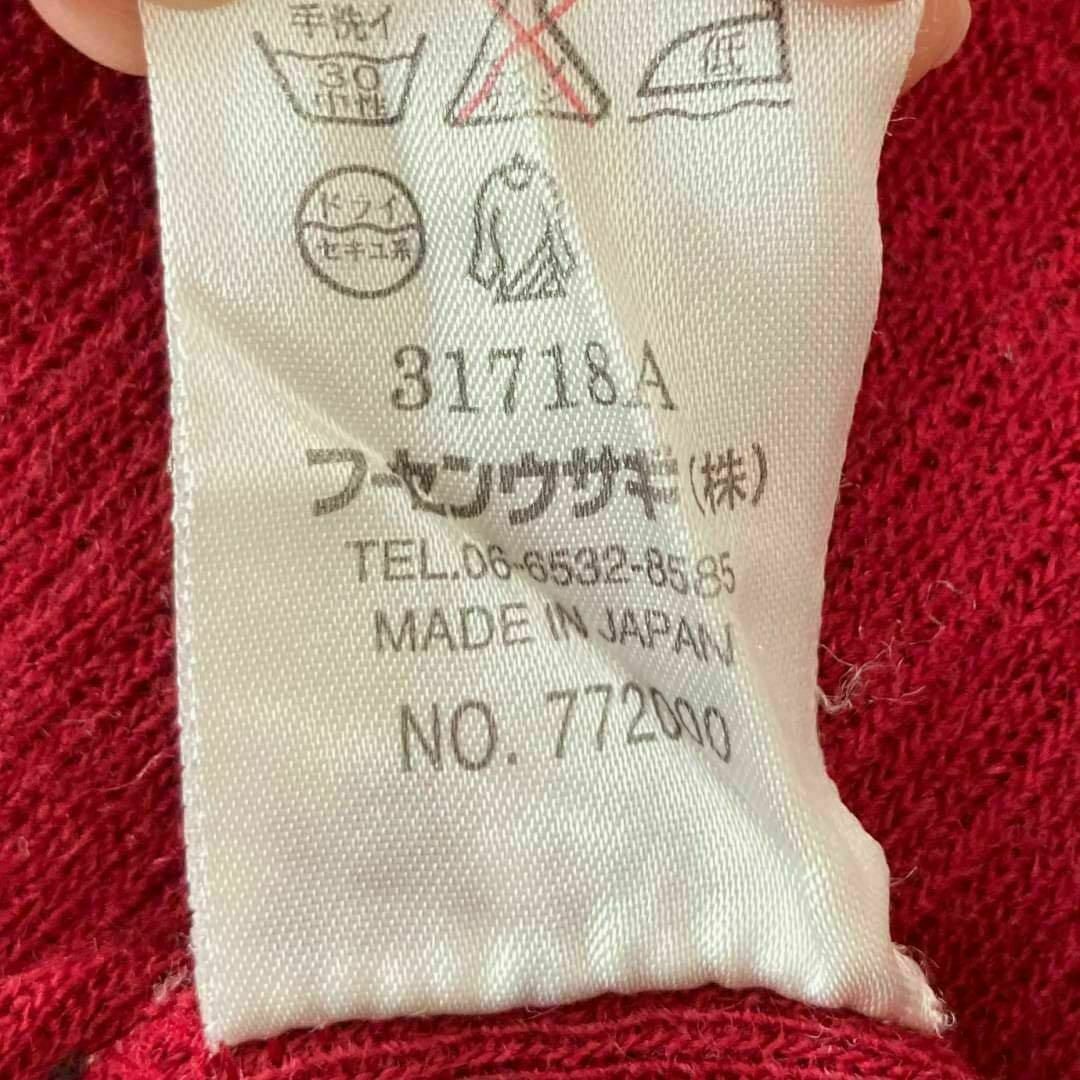 手洗イ
30
中性
低
ドライ
セキユ系
31718A
フーセンウサギ(株)
TEL.06-6532-8585
MADE IN JAPAN
NO. 772000